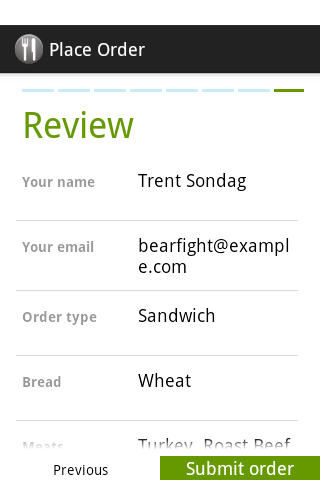 Place Order
Review
Your name Trent Sondag
Your email bearfight@exampl
e.com
Order type Sandwich
Bread Wheat
Meats Turkey, Roast Beef
Previous Submit order